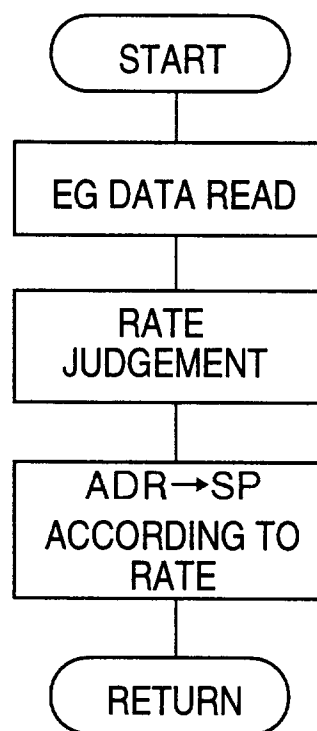 START
EG DATA READ
RATE
JUDGEMENT
ADR→SP
ACCORDING TO
RATE
RETURN